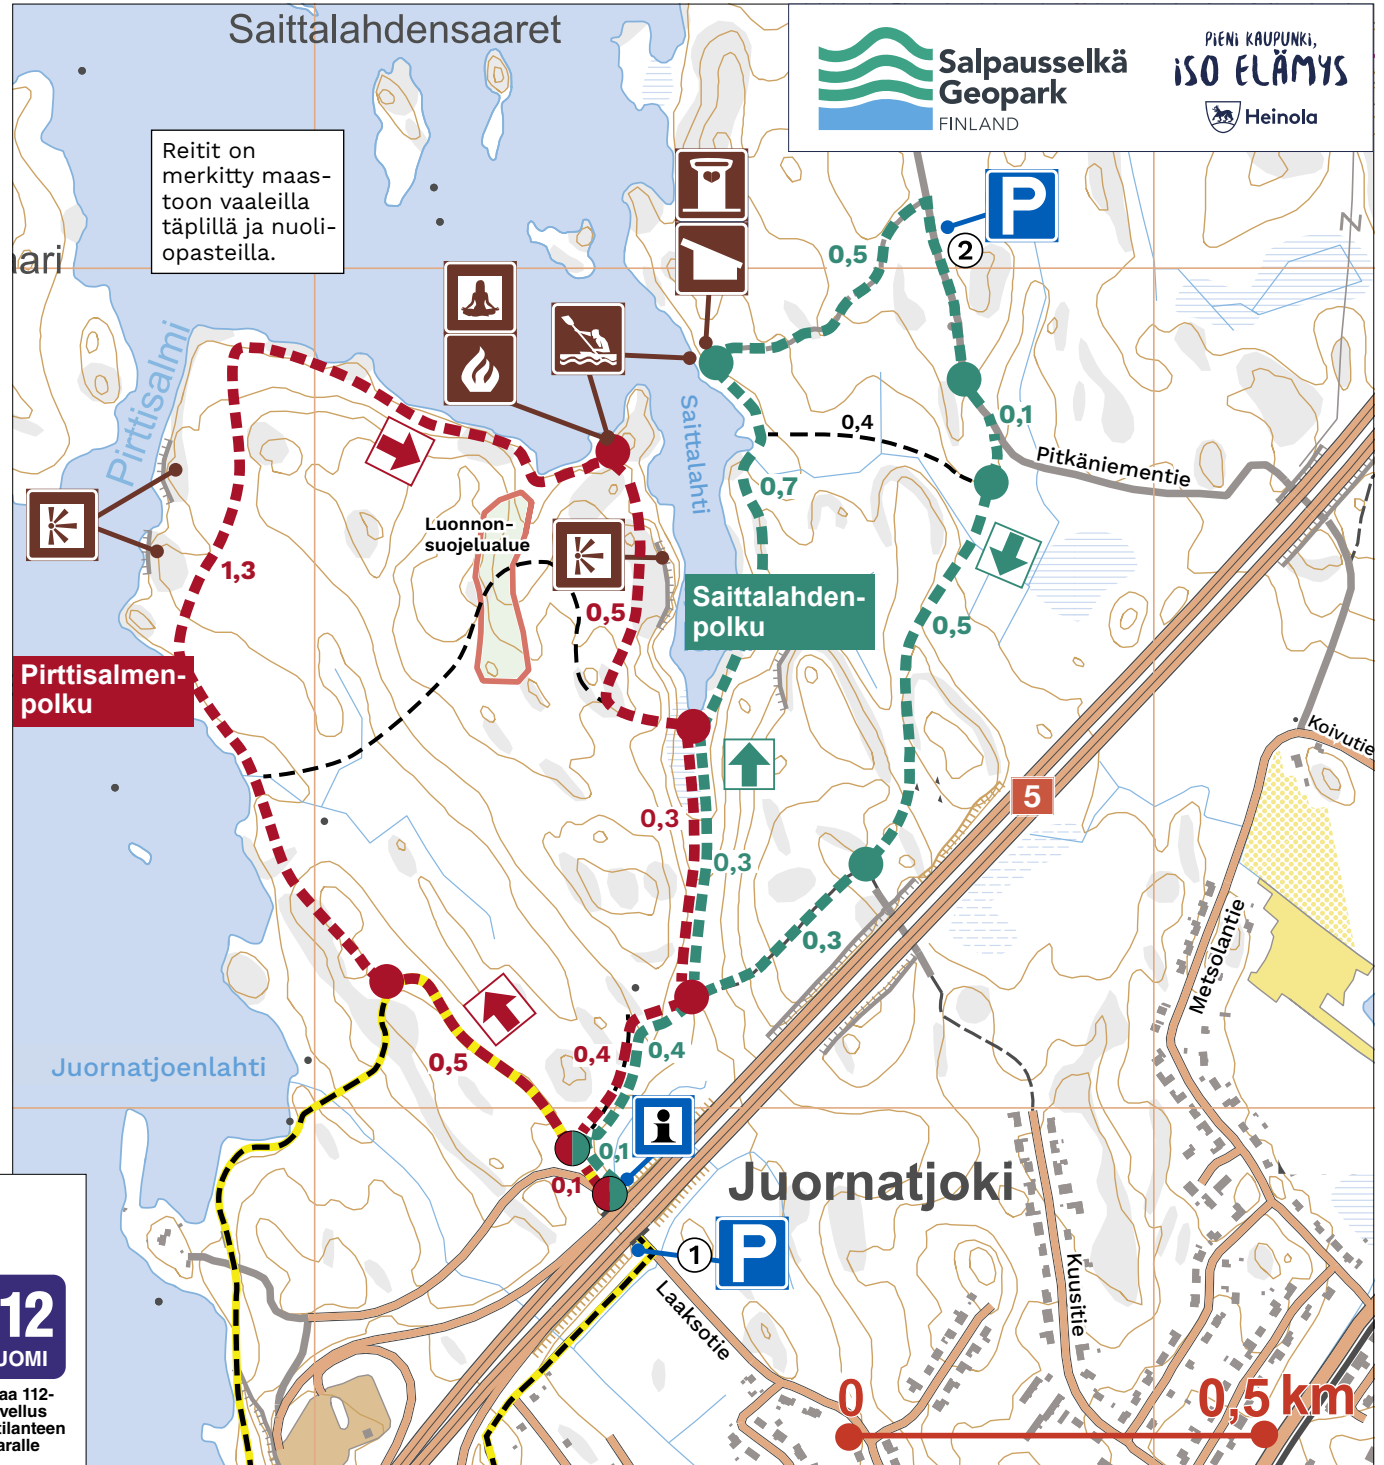 Saittalahdensaaret
Salpausselkä
Geopark
FINLAND
PIENI KAUPUNKI,
ISO ELÄMYS
Heinola
Reitit on
merkitty maas-
toon vaaleilla
täplillä ja nuoli-
opasteilla.
ari
P
2
0,5
Pirttisalmi
Saittalahti
0,4
0,1
Pitkäniementie
0,7
Luonnon-
suojelualue
1,3
0,5
Saittalahden-
polku
0,5
Pirttisalmen-
polku
Koivutie
5
0,3
0,3
0,3
Metsolantie
0,5
0,4
0,4
Juornatjoenlahti
i
0,1
0,1
Juornatjoki
1
P
Laaksotie
Kuusitie
12
JOMI
aa 112-
vellus
tilanteen
aralle
0
0,5 km
Z